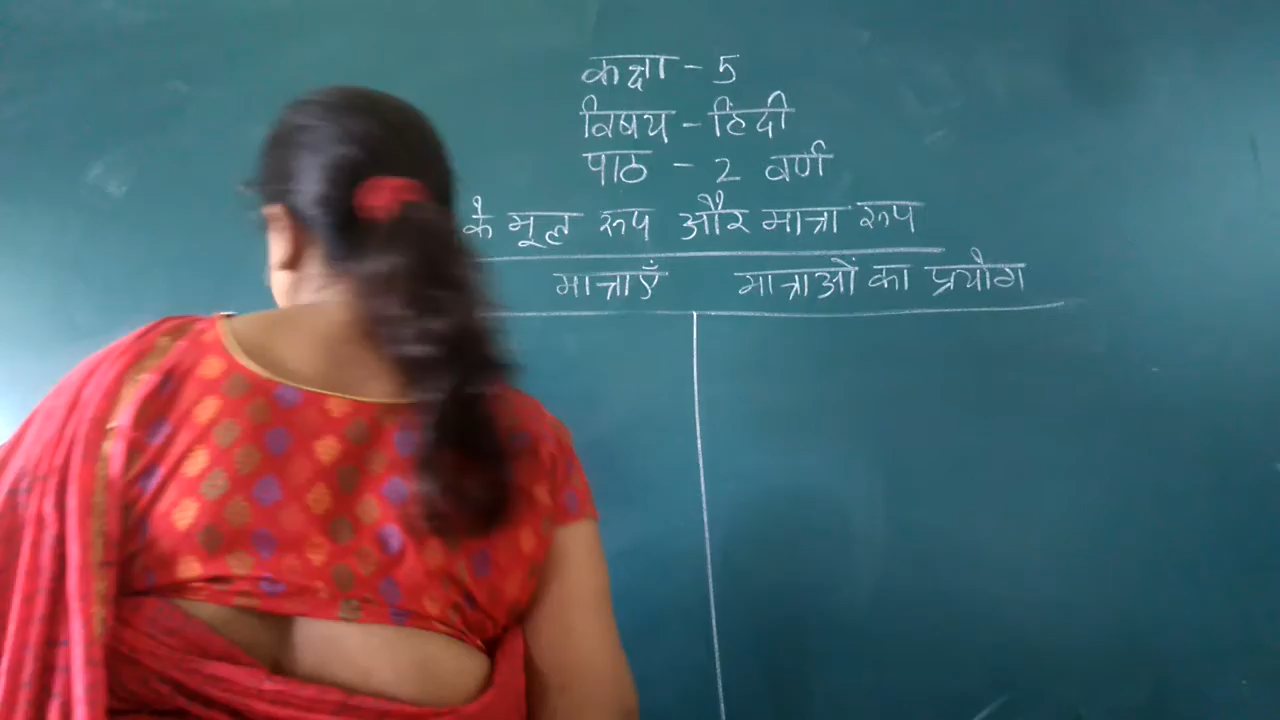 कक्षा - 5
विषय - हिंदी
पाठ - 2 वर्ण
के मूल रूप और मात्रा रूप
मात्राएँ मात्राओं का प्रयोग